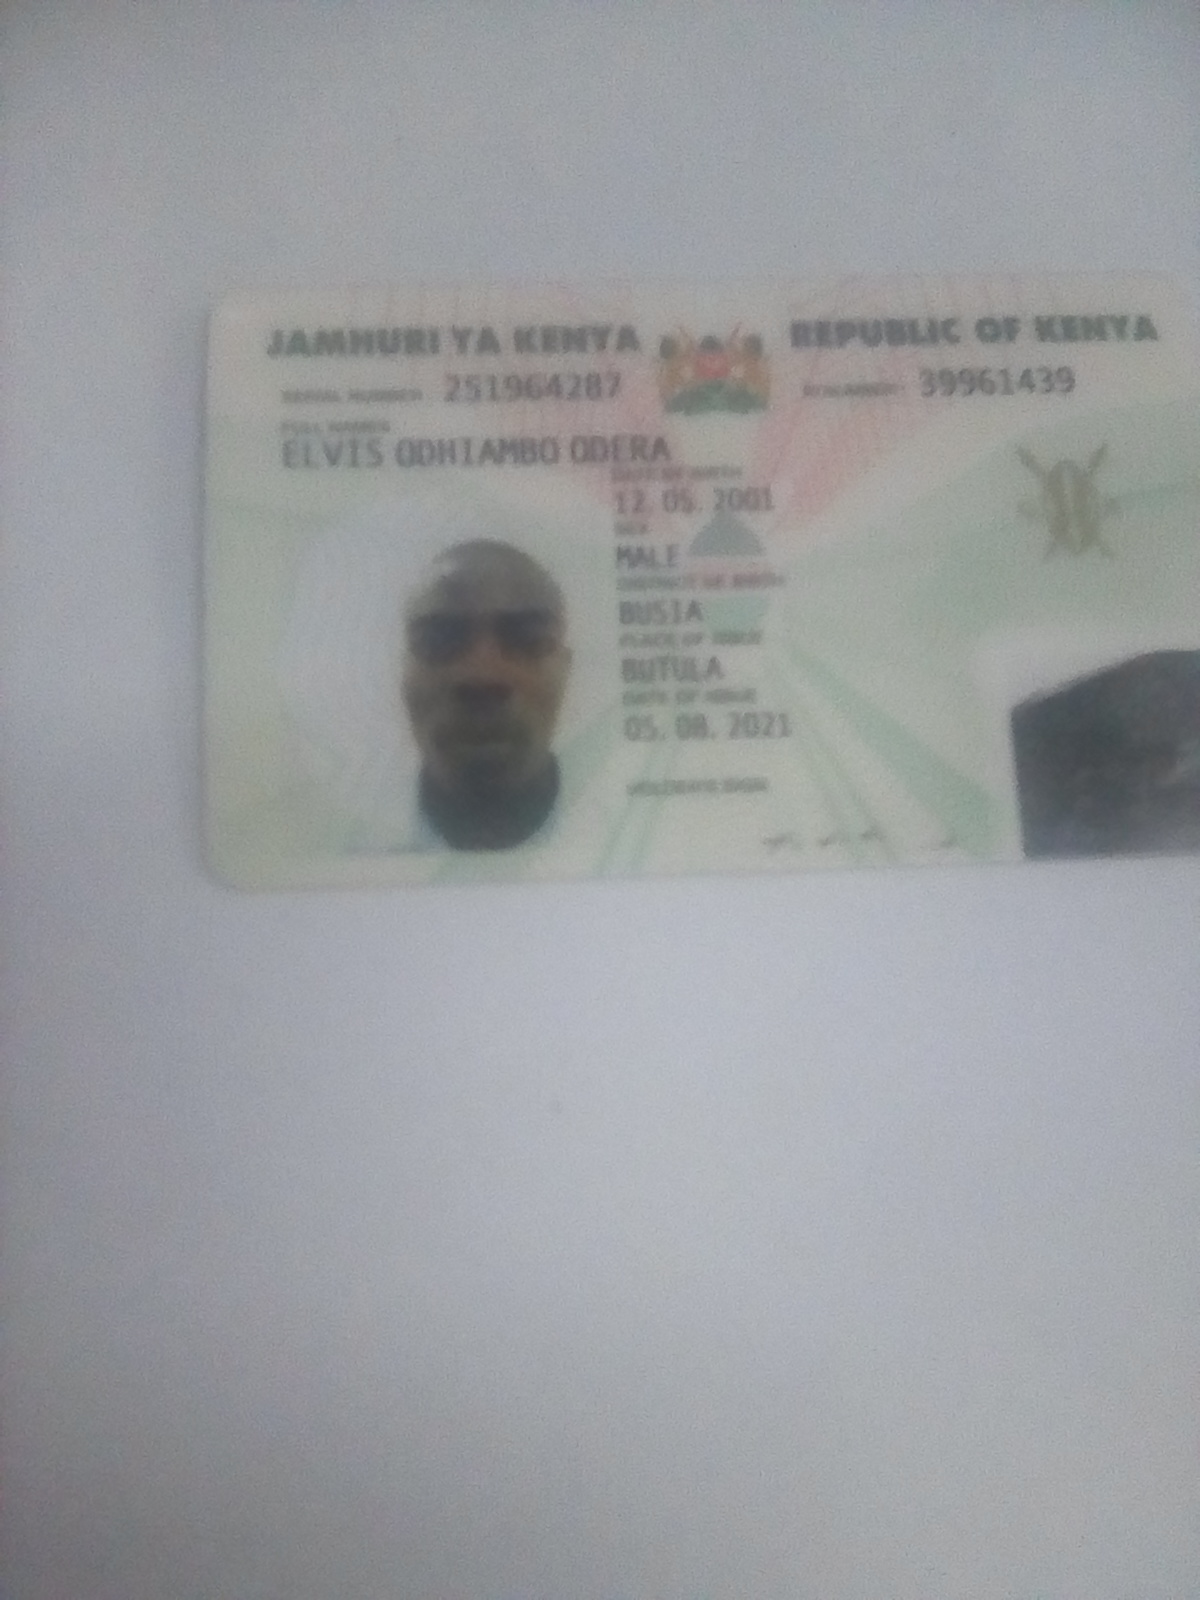 JAMHURI YA KENYA
REPUBLIC OF KENYA
SERIAL NUMBER: 251964287
ID NUMBER: 39961439
FULL NAMES
ELVIS ODHIAMBO ODERA
DATE OF BIRTH
12. 05. 2001
SEX
MALE
DISTRICT OF BIRTH
BUSIA
PLACE OF ISSUE
BUTULA
DATE OF ISSUE
05. 08. 2021
HOLDER'S SIGN.